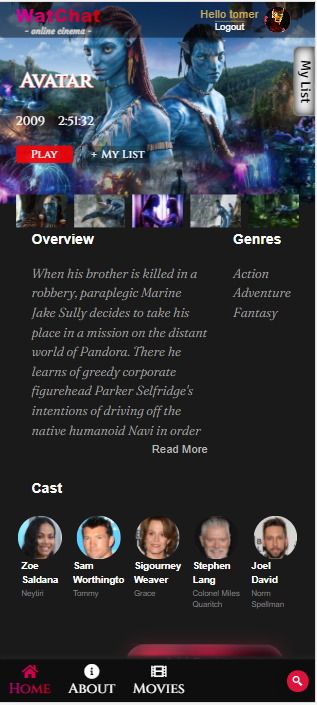 WatChat
- online cinema -
Hello tomer
Logout
My List
AVATAR
2009 2:51:32
PLAY
+ MY LIST
Overview
When his brother is killed in a
robbery, paraplegic Marine
Jake Sully decides to take his
place in a mission on the distant
world of Pandora. There he
learns of greedy corporate
figurehead Parker Selfridge's
intentions of driving off the
native humanoid Navi in order
Read More
Genres
Action
Adventure
Fantasy
Cast
Zoe
Saldana
Neytiri
Sam
Worthingto
Tommy
Sigourney
Weaver
Grace
Stephen
Lang
Colonel Miles
Quaritch
Joel
David
Norm
Spellman
HOME
ABOUT
MOVIES